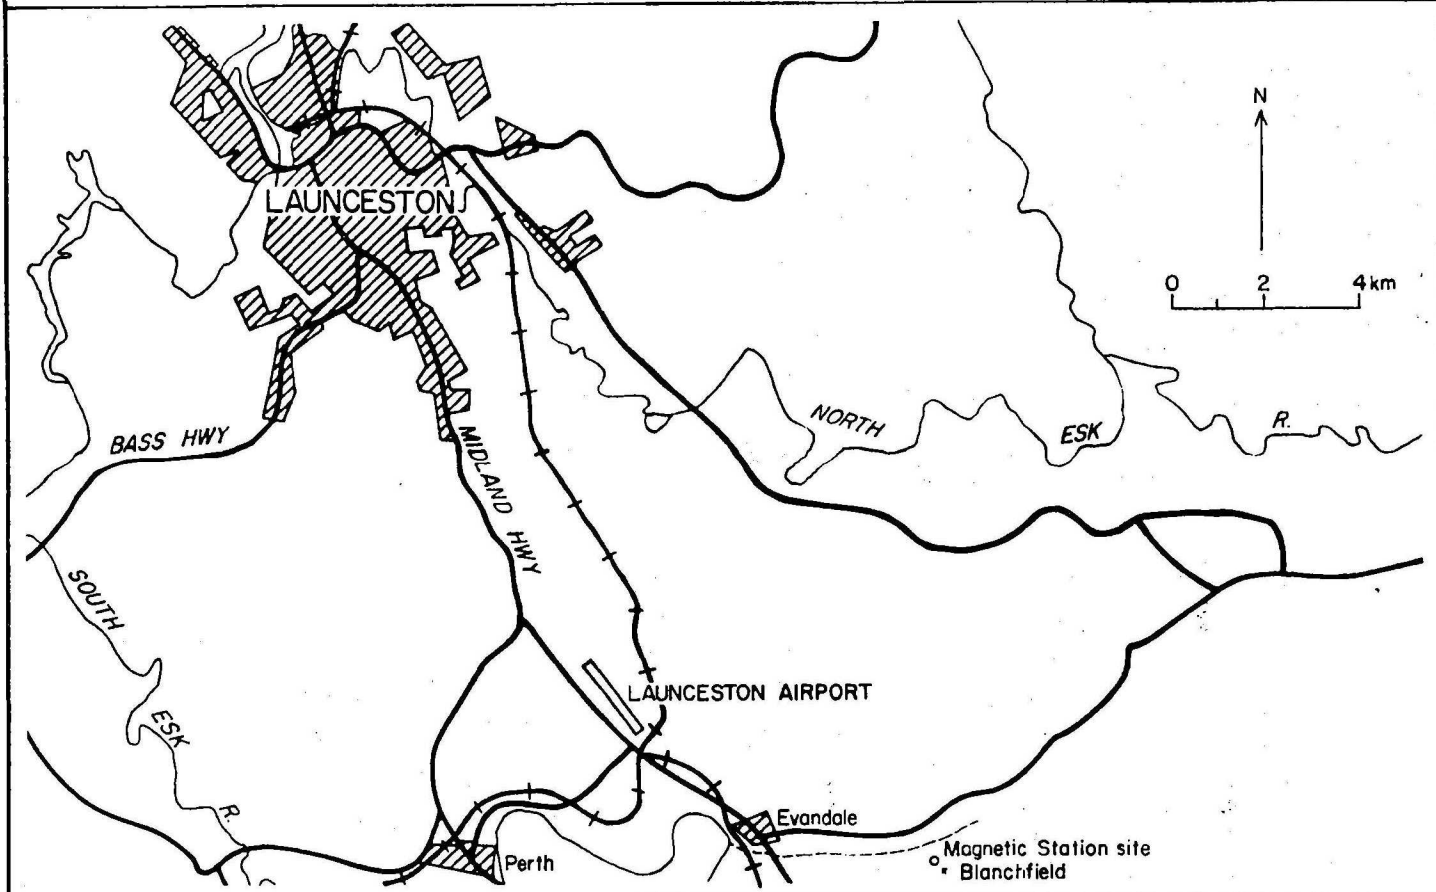 N
0 2 4 km
LAUNCESTON
BASS HWY
MIDLAND HWY
NORTH ESK R.
SOUTH ESK R.
LAUNCESTON AIRPORT
Evandale
Perth
Magnetic Station site
Blanchfield